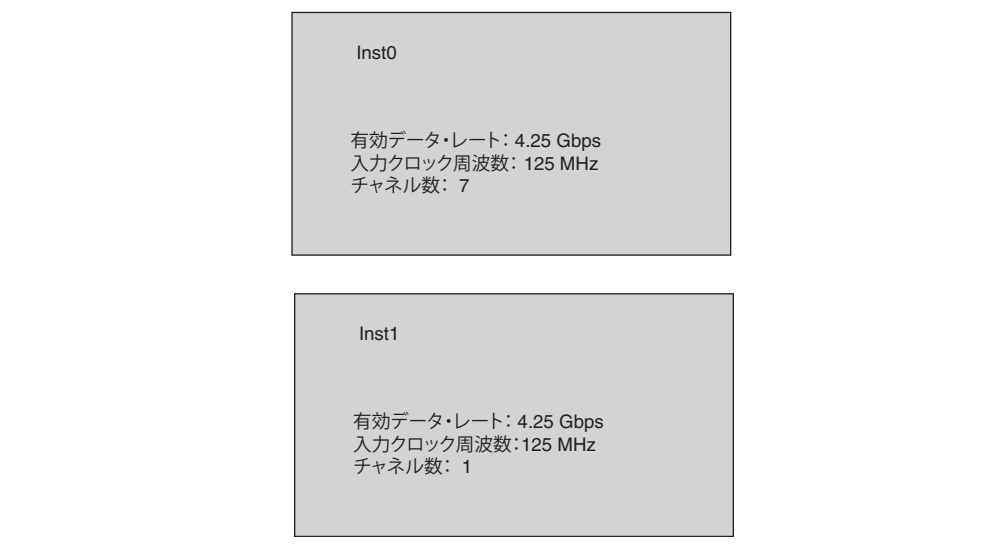 Inst0
有効データ・レート： 4.25 Gbps
入力クロック周波数： 125 MHz
チャネル数： 7
Inst1
有効データ・レート： 4.25 Gbps
入力クロック周波数：125 MHz
チャネル数： 1